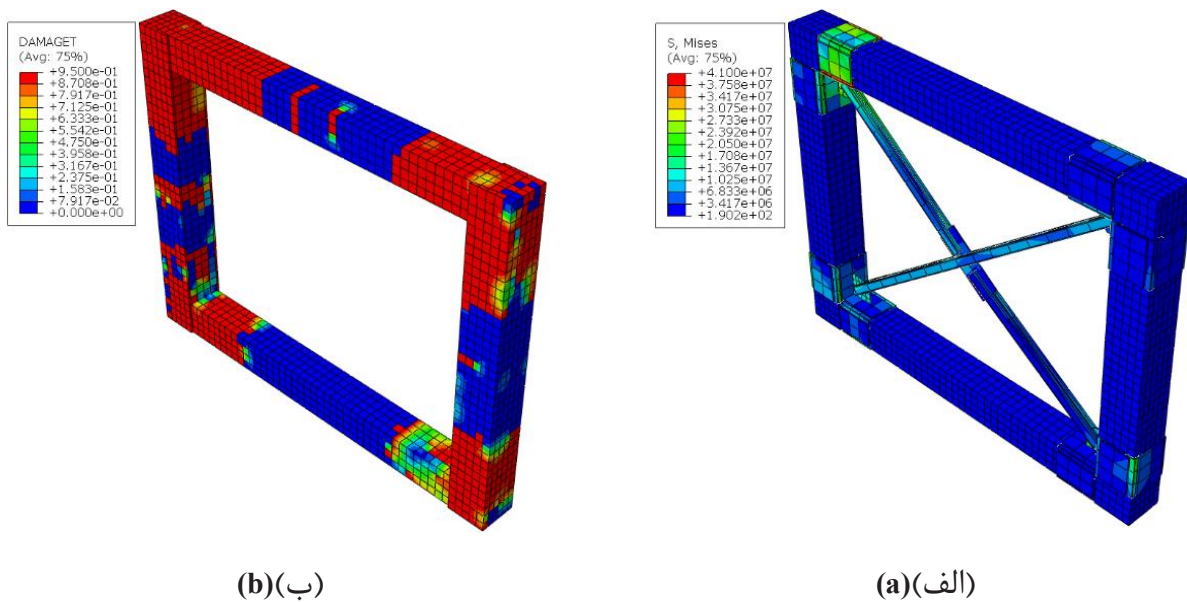 DAMAGET
(Avg: 75%)
+9.500e-01
+8.708e-01
+7.917e-01
+7.125e-01
+6.333e-01
+5.542e-01
+4.750e-01
+3.958e-01
+3.167e-01
+2.375e-01
+1.583e-01
+7.917e-02
+0.000e+00
S, Mises
(Avg: 75%)
+4.100e+07
+3.758e+07
+3.417e+07
+3.075e+07
+2.733e+07
+2.392e+07
+2.050e+07
+1.708e+07
+1.367e+07
+1.025e+07
+6.833e+06
+3.417e+06
+1.902e+02
(ب)(b)
(الف)(a)